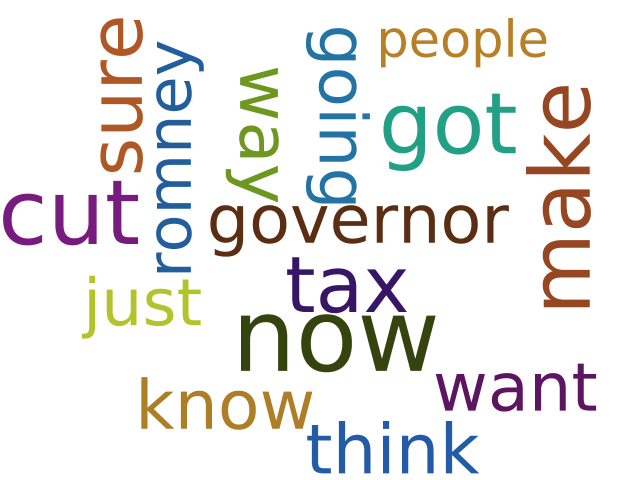 people
sure
romney
way
going
got
make
cut
governor
tax
just
now
want
know
think